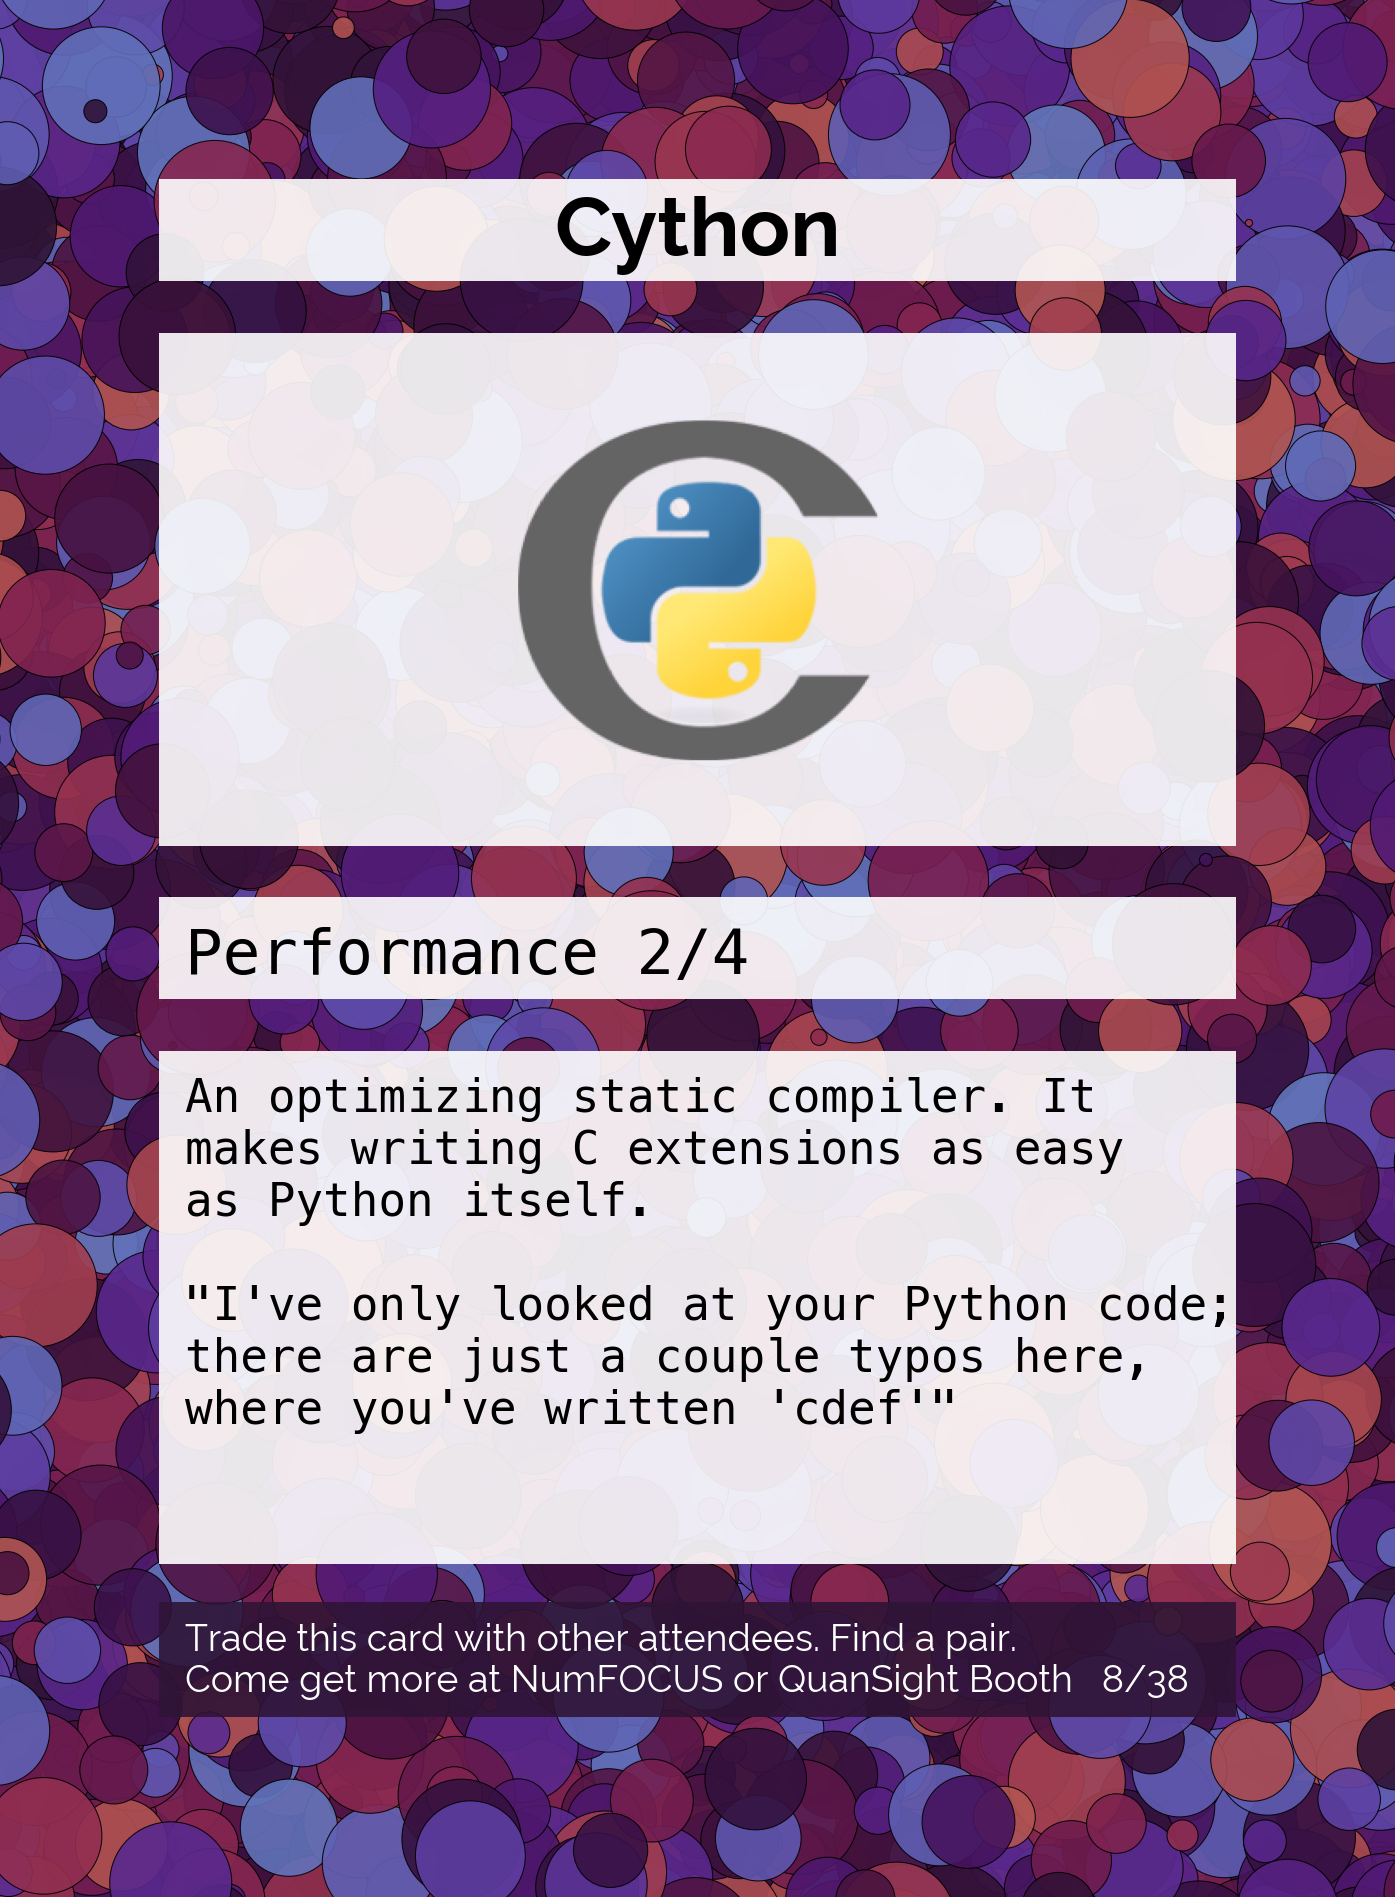 Cython
Performance 2/4
An optimizing static compiler. It
makes writing C extensions as easy
as Python itself.
"I've only looked at your Python code;
there are just a couple typos here,
where you've written 'cdef'"
Trade this card with other attendees. Find a pair.
Come get more at NumFOCUS or QuanSight Booth 8/38